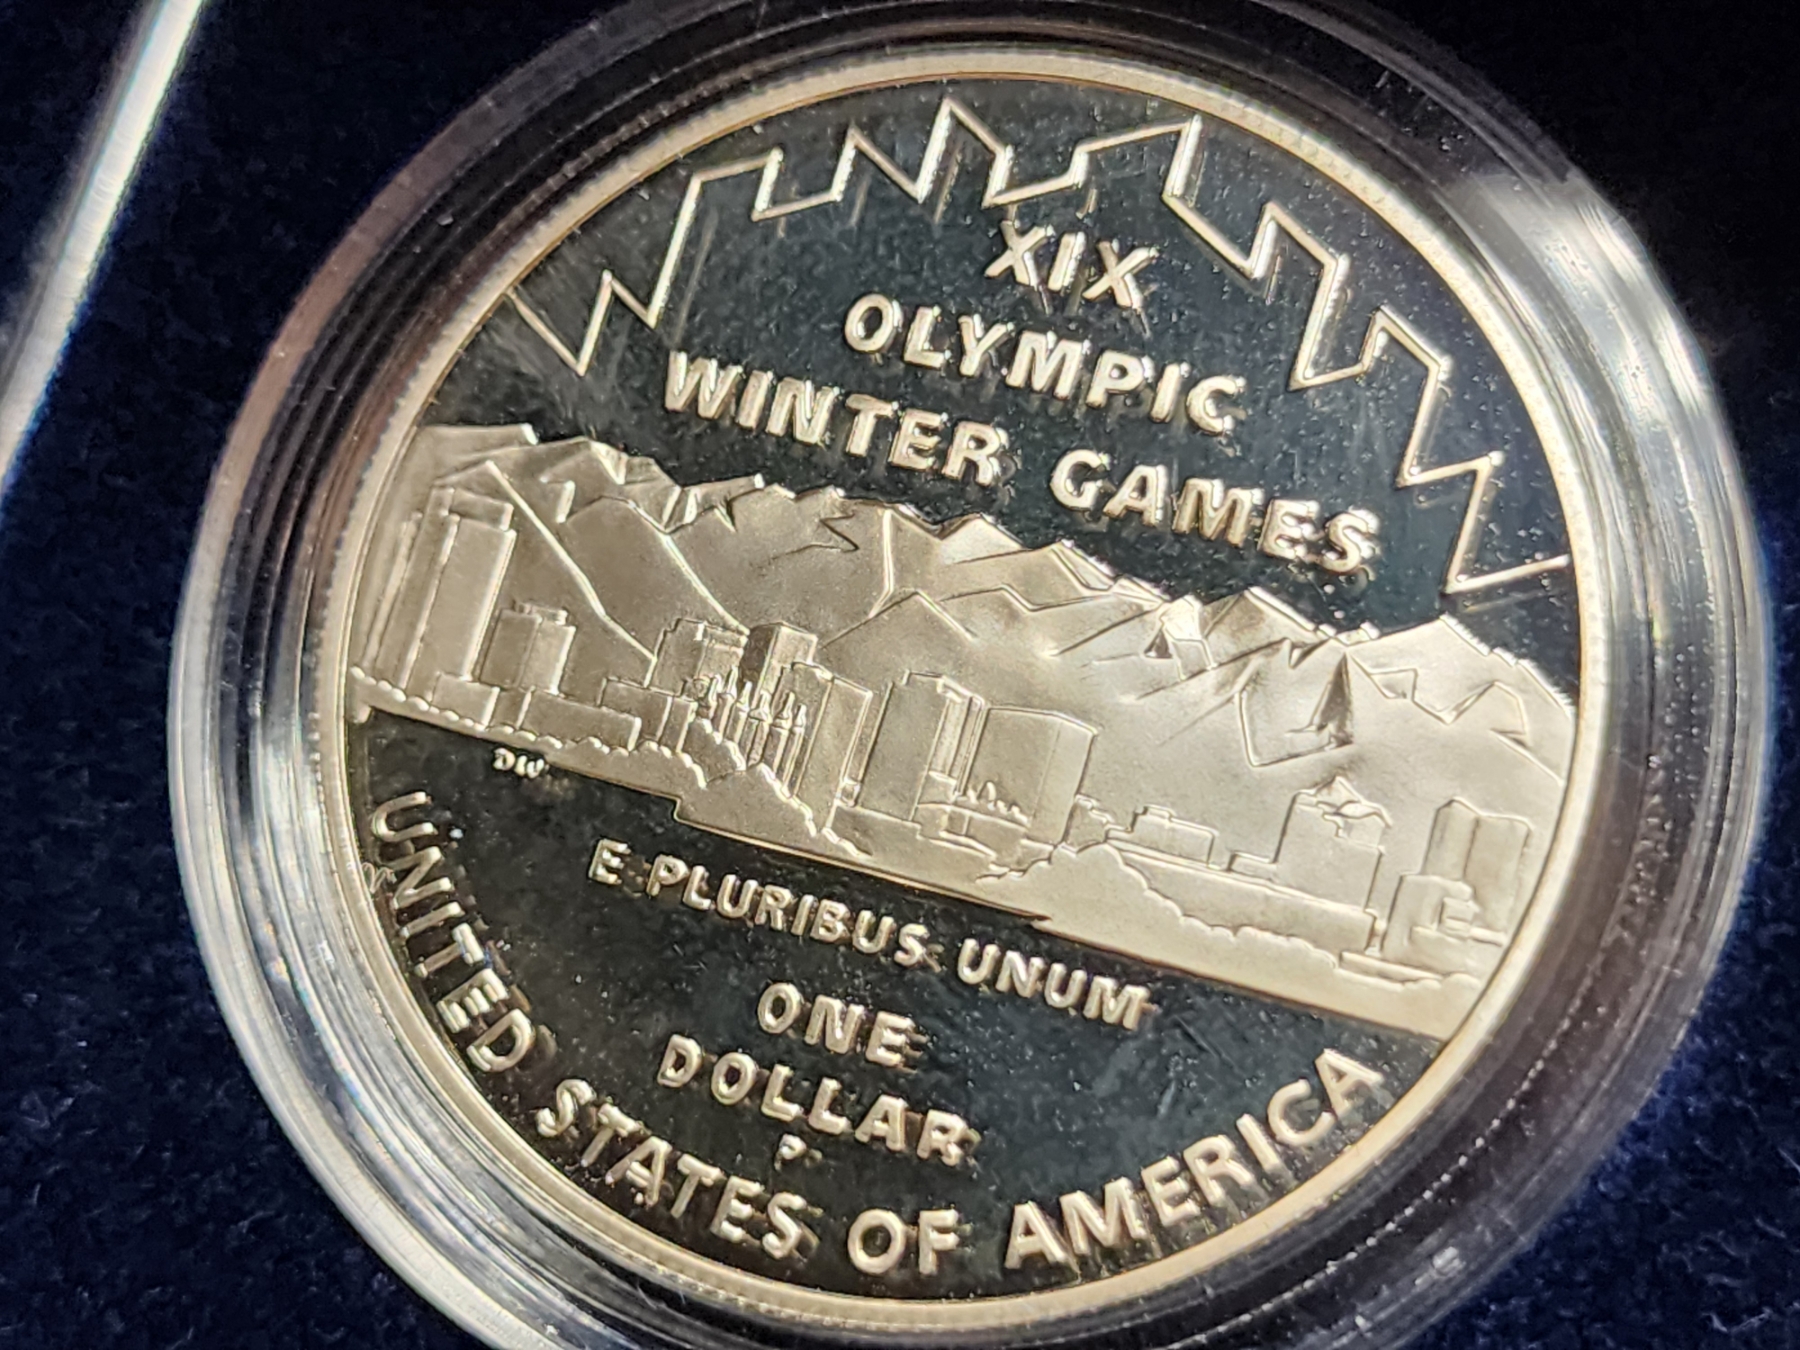 XIX
OLYMPIC
WINTER GAMES
DW
E PLURIBUS UNUM
ONE
DOLLAR
P
UNITED STATES OF AMERICA